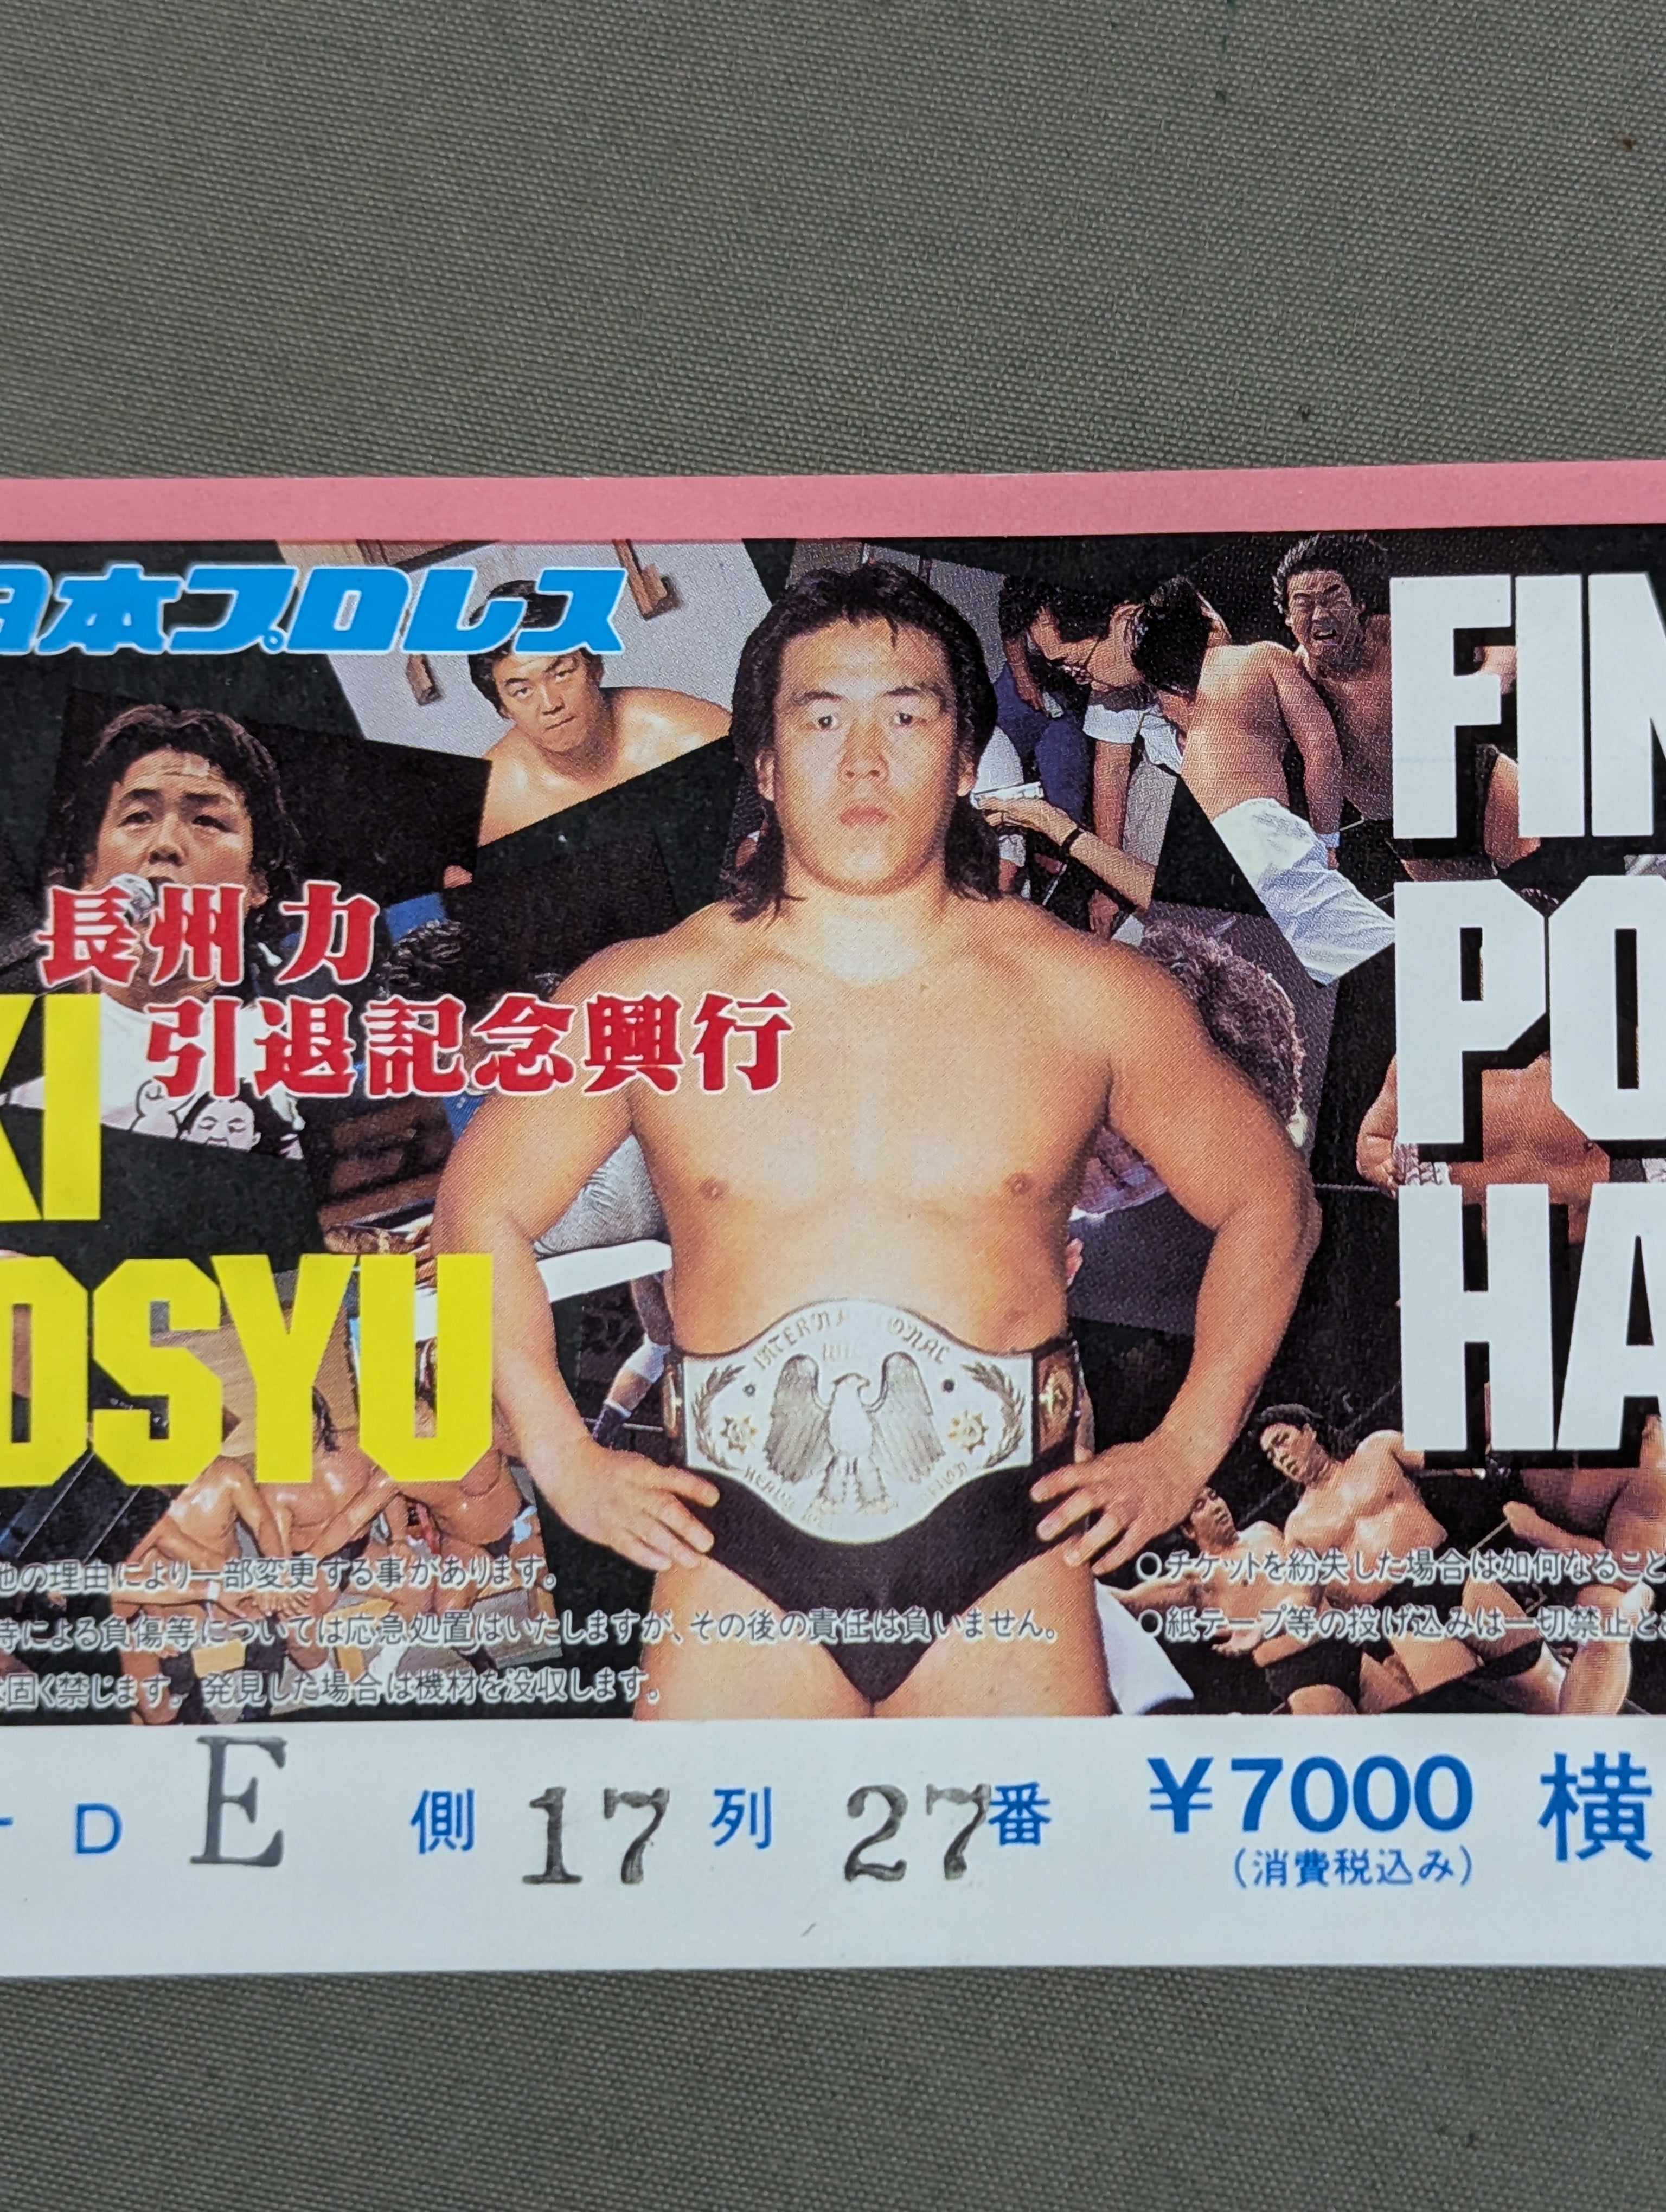 日本プロレス
長州 力
引退記念興行
KI
OSYU
FIN
PO
HA
INTERNATIONAL
他の理由により一部変更する事があります。
時による負傷等については応急処置はいたしますが、その後の責任は負いません。
固く禁じます。発見した場合は機材を没収します。
○チケットを紛失した場合は如何なること
○紙テープ等の投げ込みは一切禁止とさ
D E 側 17 列 27 番 ¥7000 横
(消費税込み)